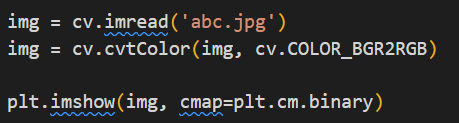 img = cv.imread('abc.jpg')
img = cv.cvtColor(img, cv.COLOR_BGR2RGB)
plt.imshow(img, cmap=plt.cm.binary)